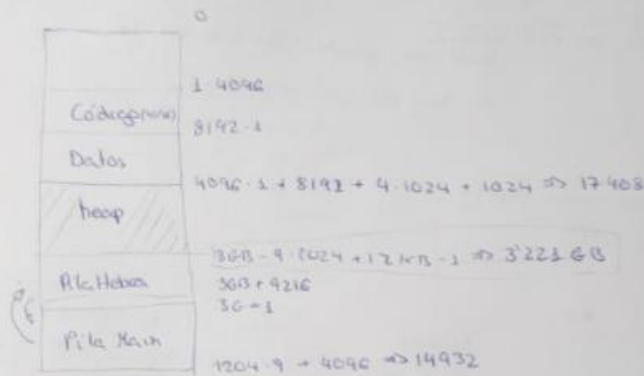 0
1·4096
Código
8192·1
Datos
4096·1 + 8192 + 4·1024 + 1024 => 17408
heap
3GB - 9·1024 + 12KB - 1 => 3'221 GB
Pila Hebra
3GB + 9216
3G - 1
Pila Main
1204·9 + 4096 => 14932